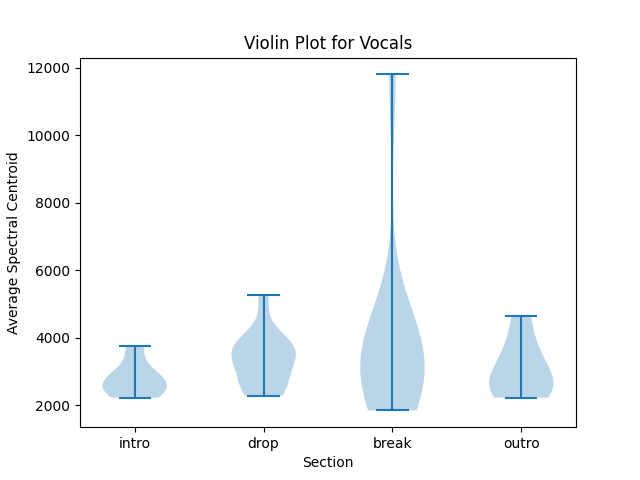 Violin Plot for Vocals
12000
10000
8000
6000
4000
2000
Average Spectral Centroid
intro drop break outro
Section